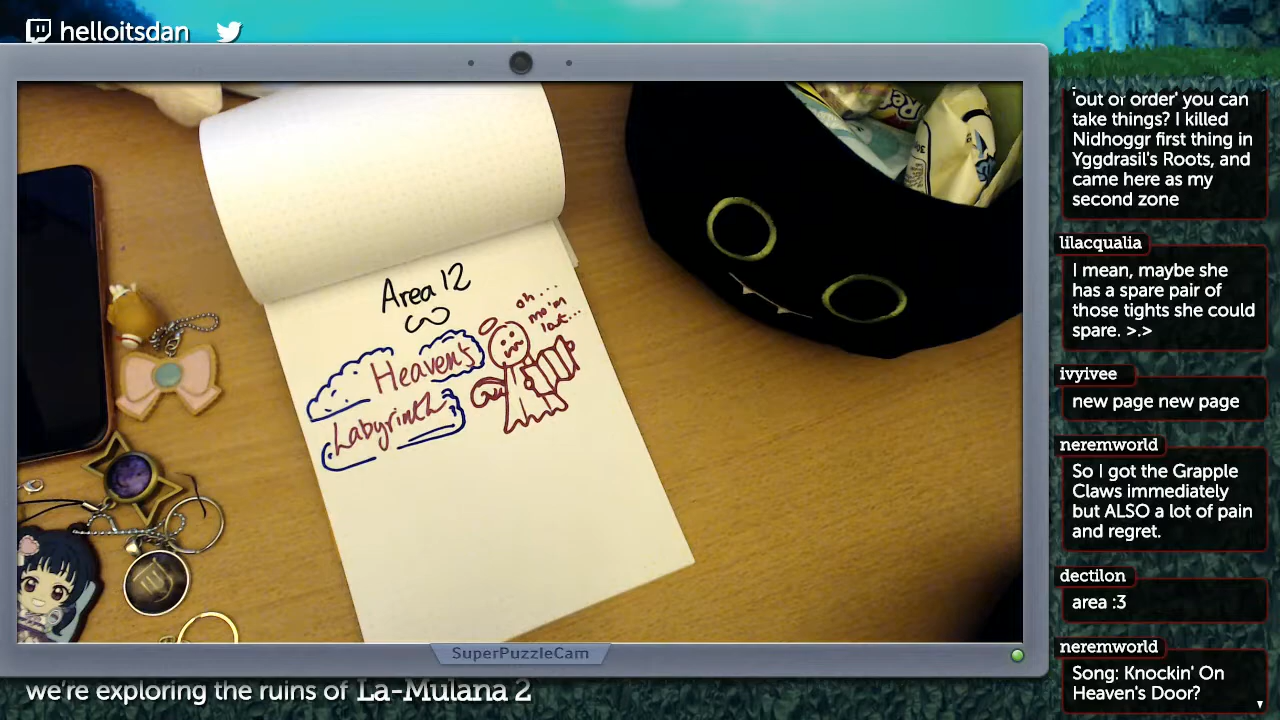 helloitsdan
Area 12
ω
Heaven's
Labyrinth
oh...
mo'm
lost...
SuperPuzzleCam
we're exploring the ruins of La-Mulana 2
'out of order' you can
take things? I killed
Nidhoggr first thing in
Yggdrasil's Roots, and
came here as my
second zone
lilacqualia
I mean, maybe she
has a spare pair of
those tights she could
spare. >.>
ivyivee
new page new page
neremworld
So I got the Grapple
Claws immediately
but ALSO a lot of pain
and regret.
dectilon
area :3
neremworld
Song: Knockin' On
Heaven's Door?